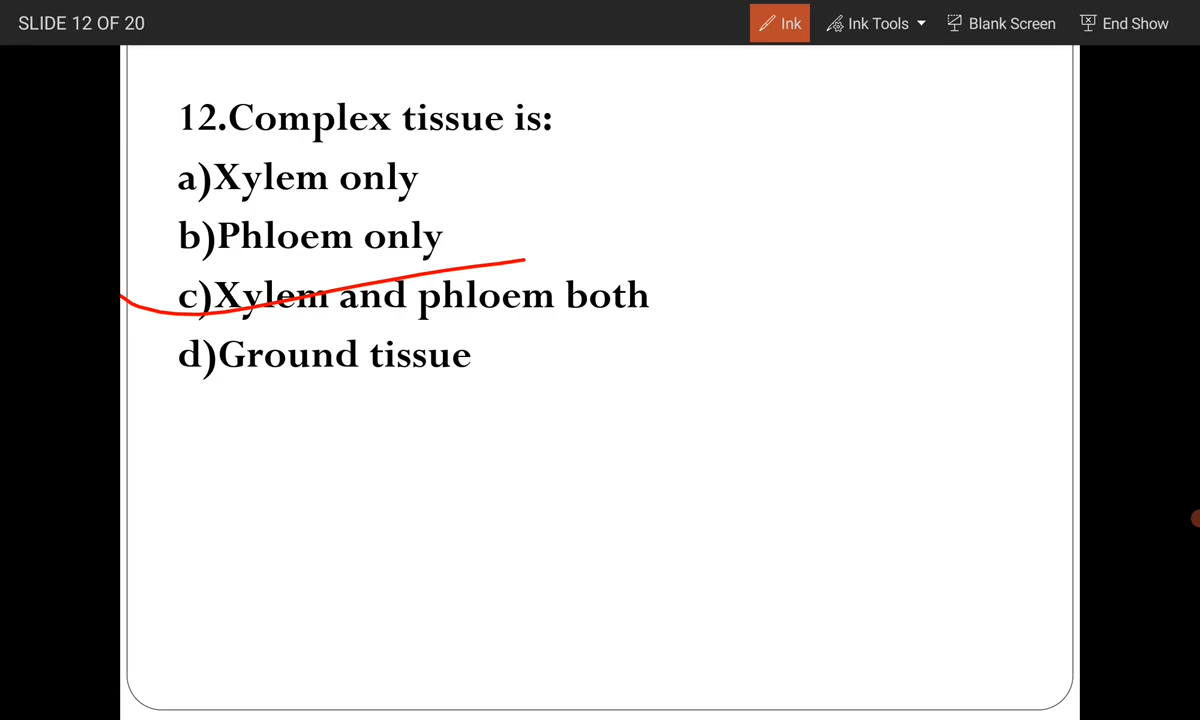 SLIDE 12 OF 20
Ink
Ink Tools
Blank Screen
End Show
12.Complex tissue is:
a)Xylem only
b)Phloem only
c)Xylem and phloem both
d)Ground tissue